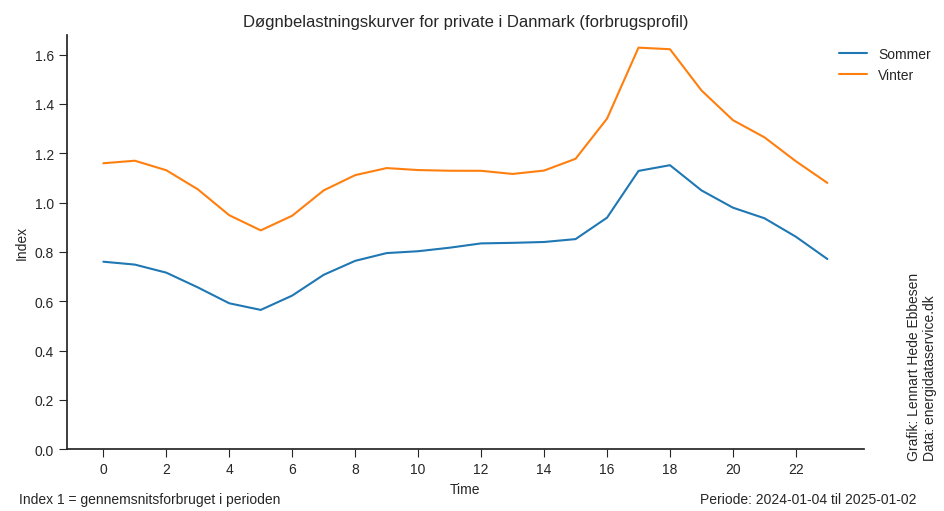 Døgnbelastningskurver for private i Danmark (forbrugsprofil)
Sommer
Vinter
1.6
1.4
1.2
1.0
0.8
0.6
0.4
0.2
0.0
Index
0 2 4 6 8 10 12 14 16 18 20 22
Time
Grafik: Lennart Hede Ebbesen
Data: energidataservice.dk
Index 1 = gennemsnitsforbruget i perioden
Periode: 2024-01-04 til 2025-01-02